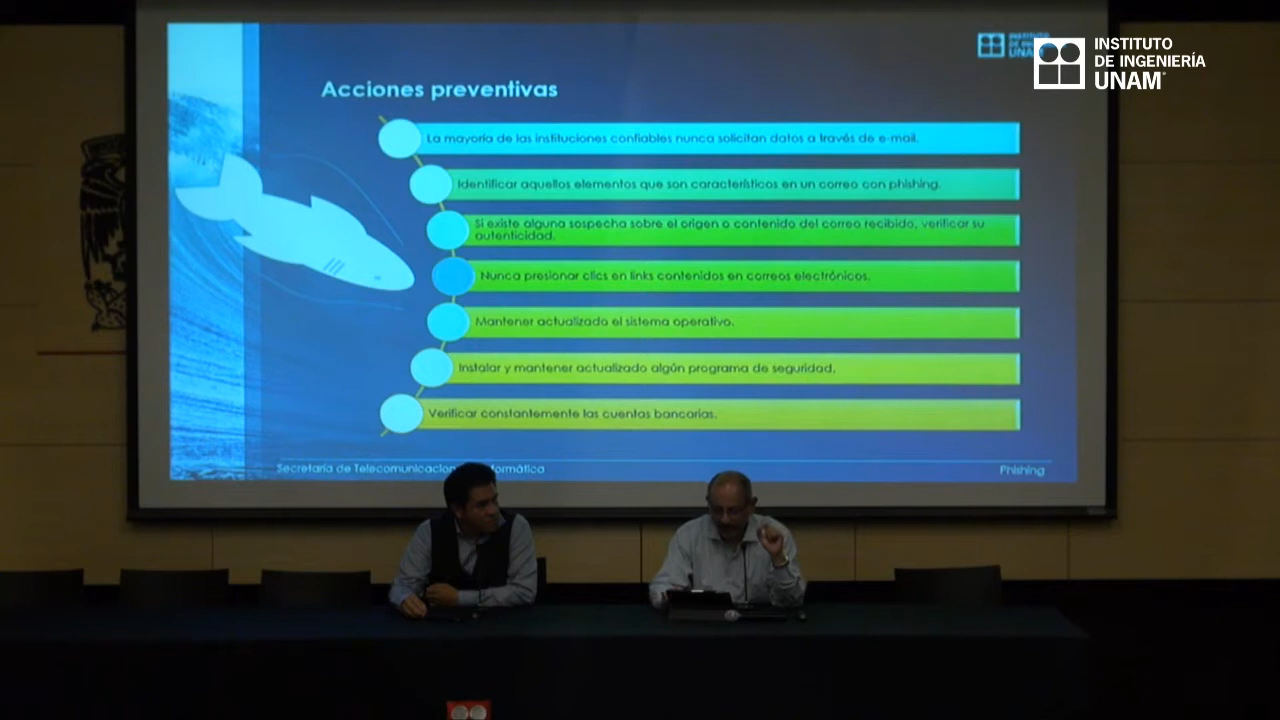 INSTITUTO
DE INGENIERÍA
UNAM
Acciones preventivas
La mayoría de las instituciones confiables nunca solicitan datos a través de e-mail.
Identificar aquellos elementos que son característicos en un correo con phishing.
Si existe alguna sospecha sobre el origen o contenido del correo recibido, verificar su
autenticidad.
Nunca presionar clics en links contenidos en correos electrónicos.
Mantener actualizado el sistema operativo.
Instalar y mantener actualizado algún programa de seguridad.
Verificar constantemente las cuentas bancarias.
Secretaría de
Phishing